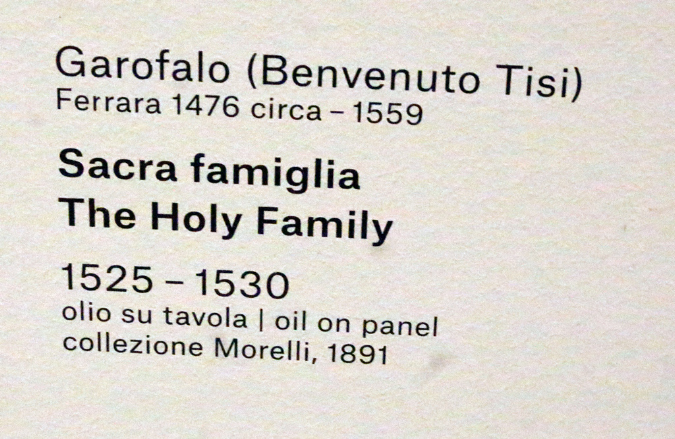 Garofalo (Benvenuto Tisi)
Ferrara 1476 circa – 1559
Sacra famiglia
The Holy Family
1525 – 1530
olio su tavola | oil on panel
collezione Morelli, 1891